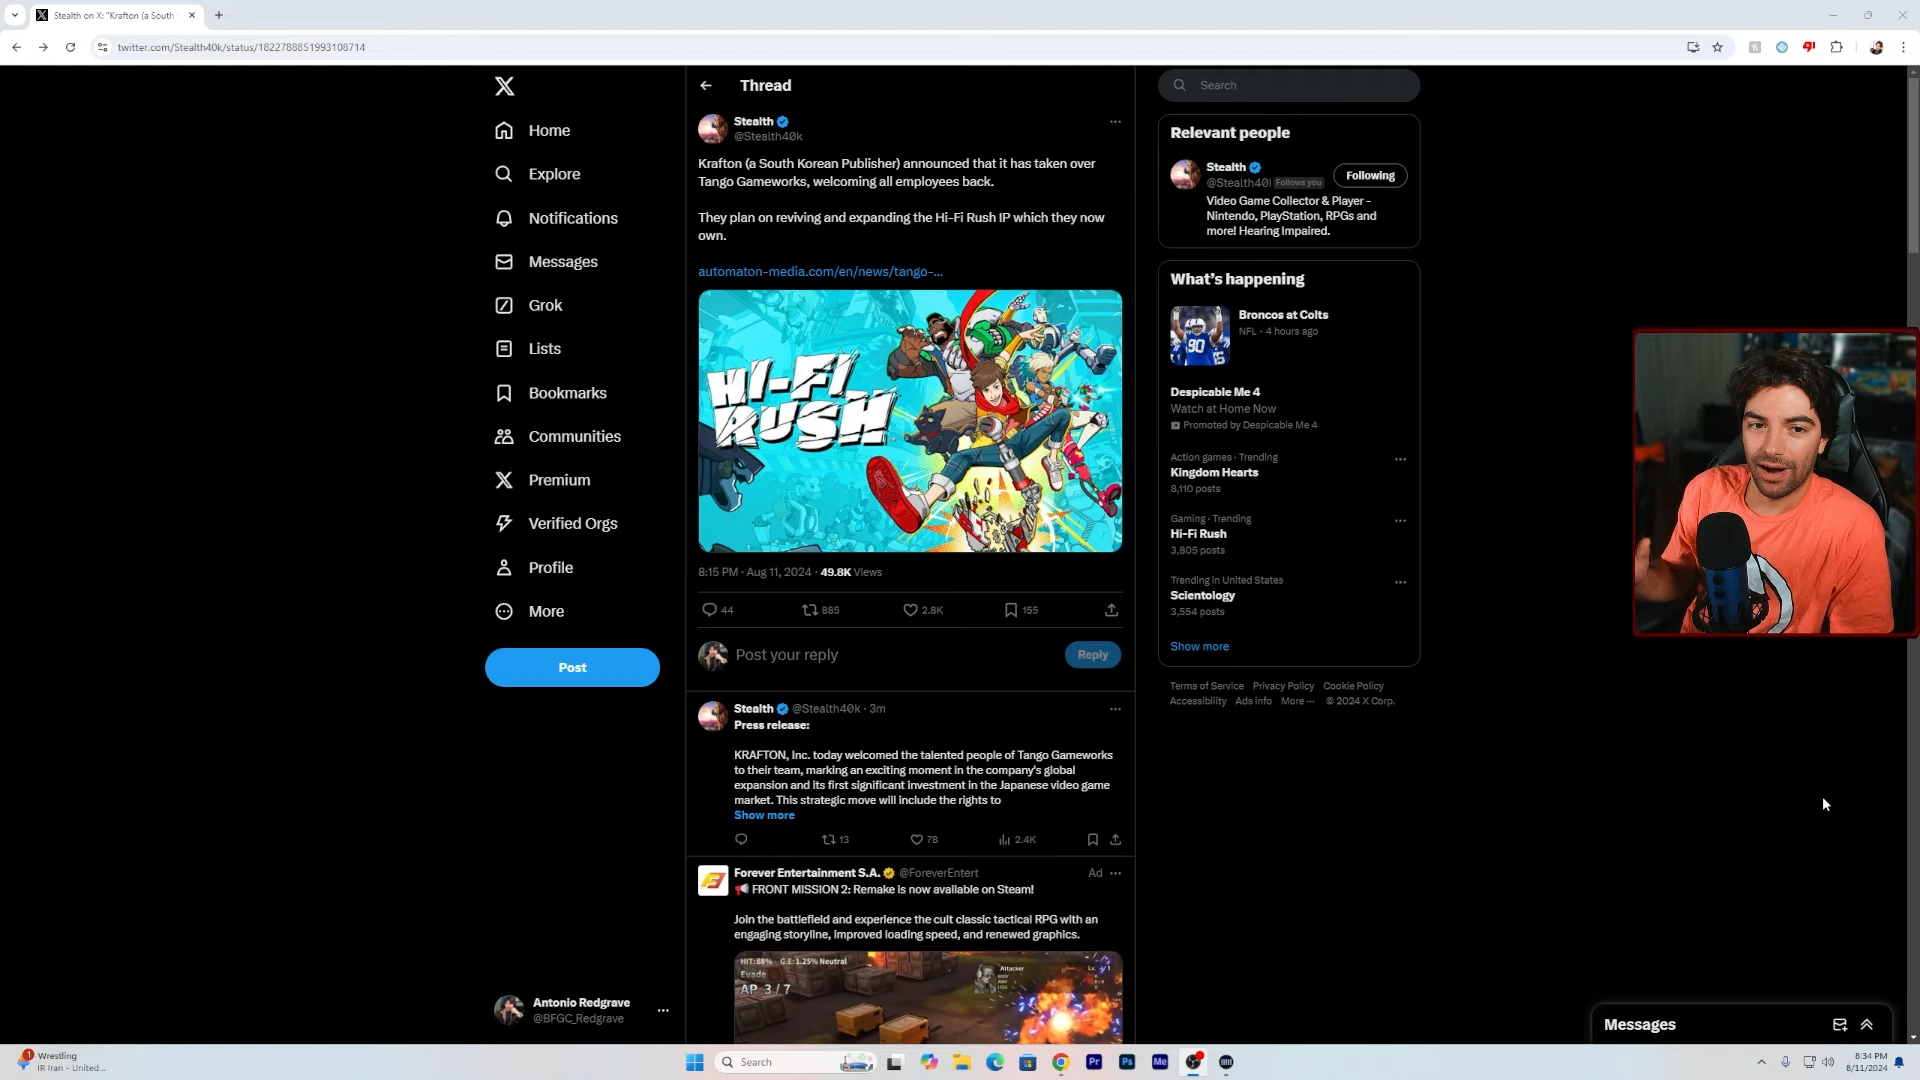 Stealth on X: "Krafton (a South
twitter.com/Stealth40k/status/1822788851993108714
Home
Explore
Notifications
Messages
Grok
Lists
Bookmarks
Communities
Premium
Verified Orgs
Profile
More
Post
Antonio Redgrave
@BFGC_Redgrave
Thread
Stealth
@Stealth40k
Krafton (a South Korean Publisher) announced that it has taken over
Tango Gameworks, welcoming all employees back.
They plan on reviving and expanding the Hi-Fi Rush IP which they now
own.
automaton-media.com/en/news/tango-...
HI-FI
RUSH
8:15 PM · Aug 11, 2024 · 49.8K Views
44 885 2.8K 155
Post your reply
Reply
Stealth @Stealth40k · 3m
Press release:
KRAFTON, Inc. today welcomed the talented people of Tango Gameworks
to their team, marking an exciting moment in the company's global
expansion and its first significant investment in the Japanese video game
market. This strategic move will include the rights to
Show more
13 78 2.4K
Forever Entertainment S.A. @ForeverEntert Ad
FRONT MISSION 2: Remake is now available on Steam!
Join the battlefield and experience the cult classic tactical RPG with an
engaging storyline, improved loading speed, and renewed graphics.
HIT:88% G.E:1.25% Neutral
Evade
AP 3/7
Attacker
Search
Relevant people
Stealth
@Stealth40 Follows you
Following
Video Game Collector & Player -
Nintendo, PlayStation, RPGs and
more! Hearing Impaired.
What's happening
Broncos at Colts
NFL · 4 hours ago
90
Despicable Me 4
Watch at Home Now
Promoted by Despicable Me 4
Action games · Trending
Kingdom Hearts
8,110 posts
Gaming · Trending
Hi-Fi Rush
3,805 posts
Trending in United States
Scientology
3,554 posts
Show more
Terms of Service Privacy Policy Cookie Policy
Accessibility Ads info More ··· © 2024 X Corp.
Messages
1
Wrestling
IR Iran - United...
Search
Pr
Ps
Me
8:34 PM
8/11/2024